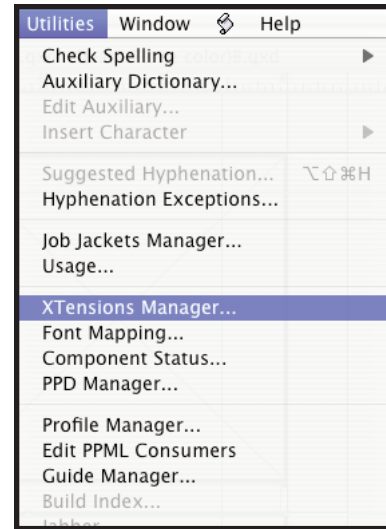 Utilities Window Help
Check Spelling
Auxiliary Dictionary...
Edit Auxiliary...
Insert Character
Suggested Hyphenation... ⌥⇧⌘H
Hyphenation Exceptions...
Job Jackets Manager...
Usage...
XTensions Manager...
Font Mapping...
Component Status...
PPD Manager...
Profile Manager...
Edit PPML Consumers
Guide Manager...
Build Index...
Jabber